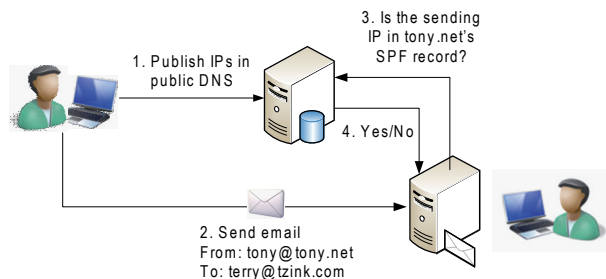 1. Publish IPs in
public DNS
3. Is the sending
IP in tony.net's
SPF record?
4. Yes/No
2. Send email
From: tony@tony.net
To: terry@tzink.com